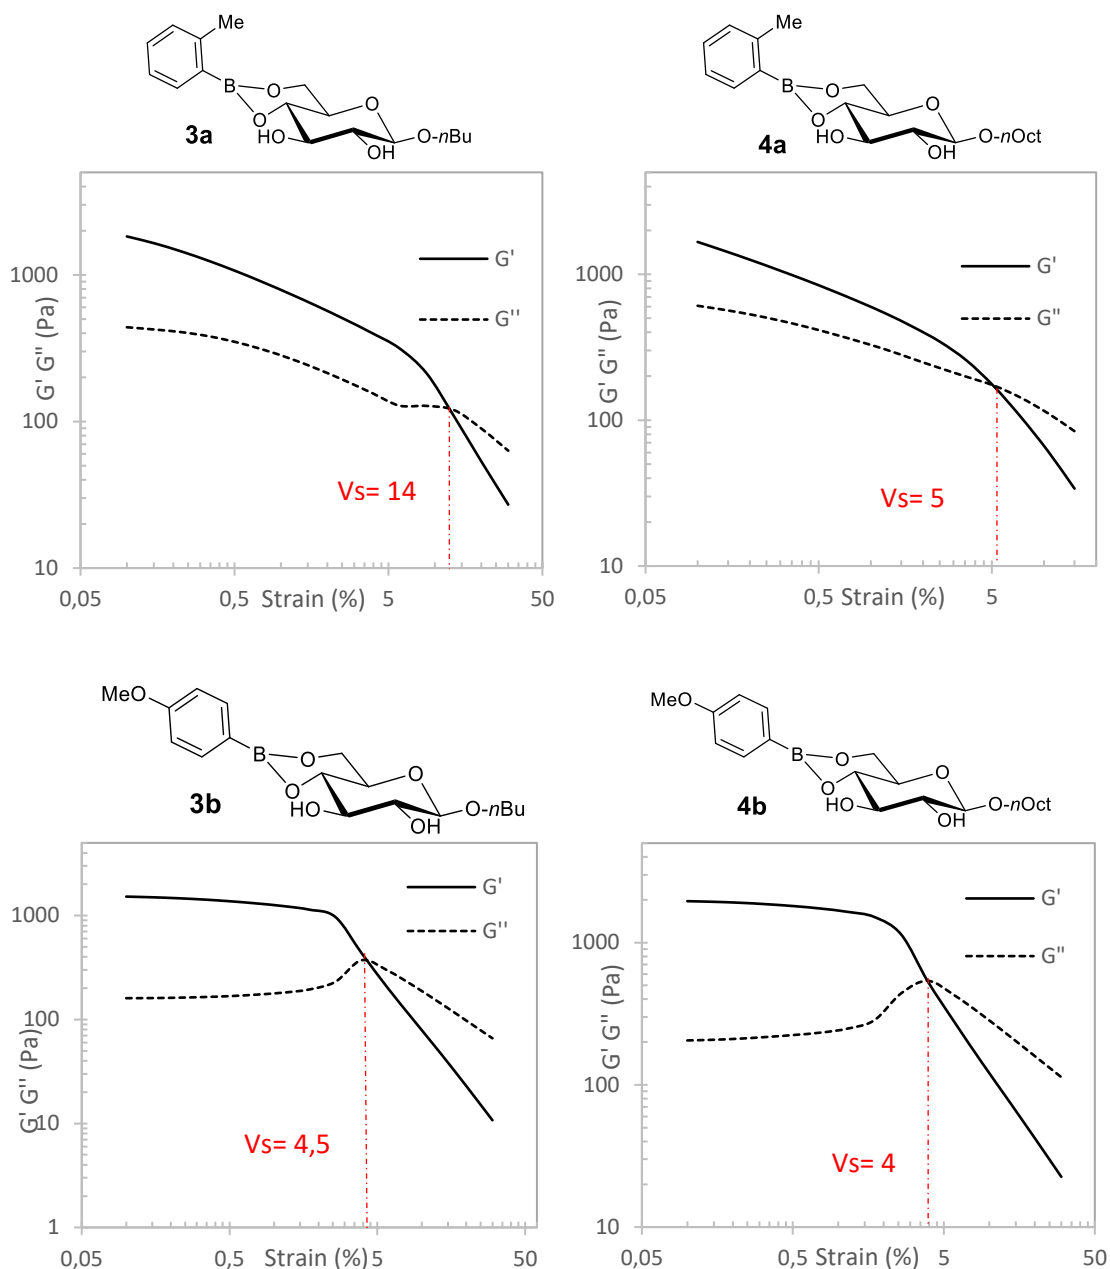 Me
B
O
O
O
HO
OH
O-nBu
3a
Me
B
O
O
O
HO
OH
O-nOct
4a
G' G'' (Pa)
1000
100
10
G'
G''
Vs= 14
0,05
0,5
Strain (%)
5
50
G' G'' (Pa)
1000
100
10
G'
G"
Vs= 5
0,05
0,5
Strain (%)
5
MeO
B
O
O
O
HO
OH
O-nBu
3b
MeO
B
O
O
O
HO
OH
O-nOct
4b
G' G'' (Pa)
1000
100
10
1
G'
G''
Vs= 4,5
0,05
0,5
Strain (%)
5
50
G' G'' (Pa)
1000
100
10
G'
G"
Vs= 4
0,05
0,5
Strain (%)
5
50